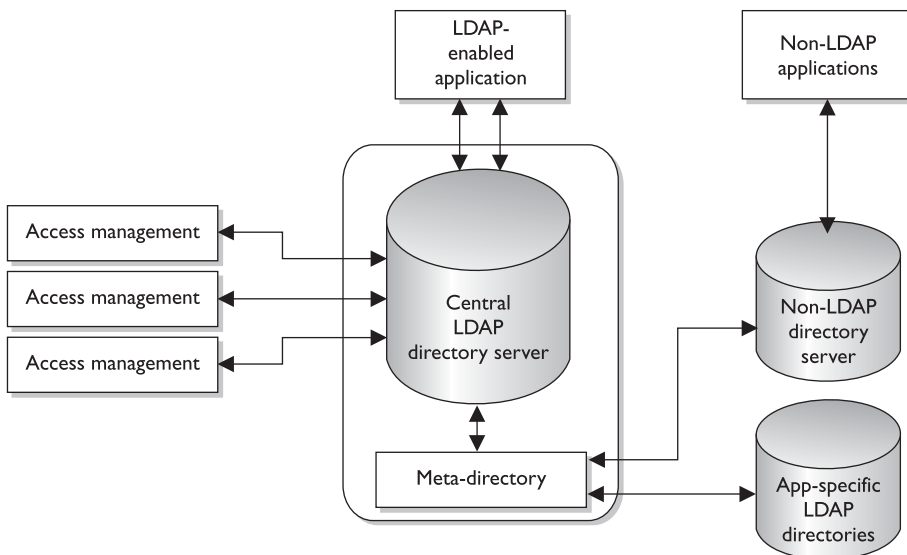 LDAP-
enabled
application
Non-LDAP
applications
Access management
Access management
Access management
Central
LDAP
directory server
Non-LDAP
directory
server
Meta-directory
App-specific
LDAP
directories